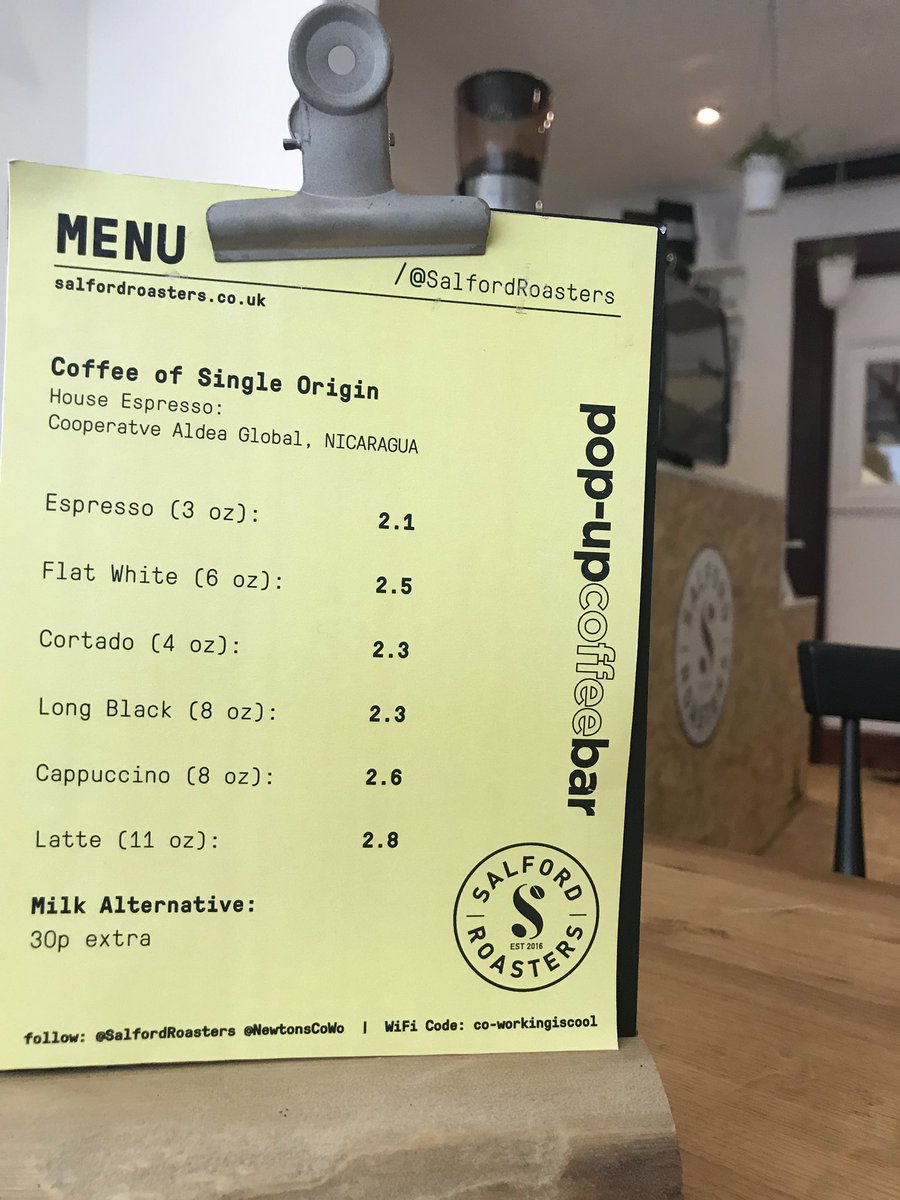 MENU
/@SalfordRoasters
salfordroasters.co.uk
Coffee of Single Origin
House Espresso:
Cooperatve Aldea Global, NICARAGUA
Espresso (3 oz): 2.1
Flat White (6 oz): 2.5
Cortado (4 oz): 2.3
Long Black (8 oz): 2.3
Cappuccino (8 oz): 2.6
Latte (11 oz): 2.8
Milk Alternative:
30p extra
pop-upcoffeebar
SALFORD
EST 2016
ROASTERS
follow: @SalfordRoasters @NewtonsCoWo | WiFi Code: co-workingiscool
SALFORD